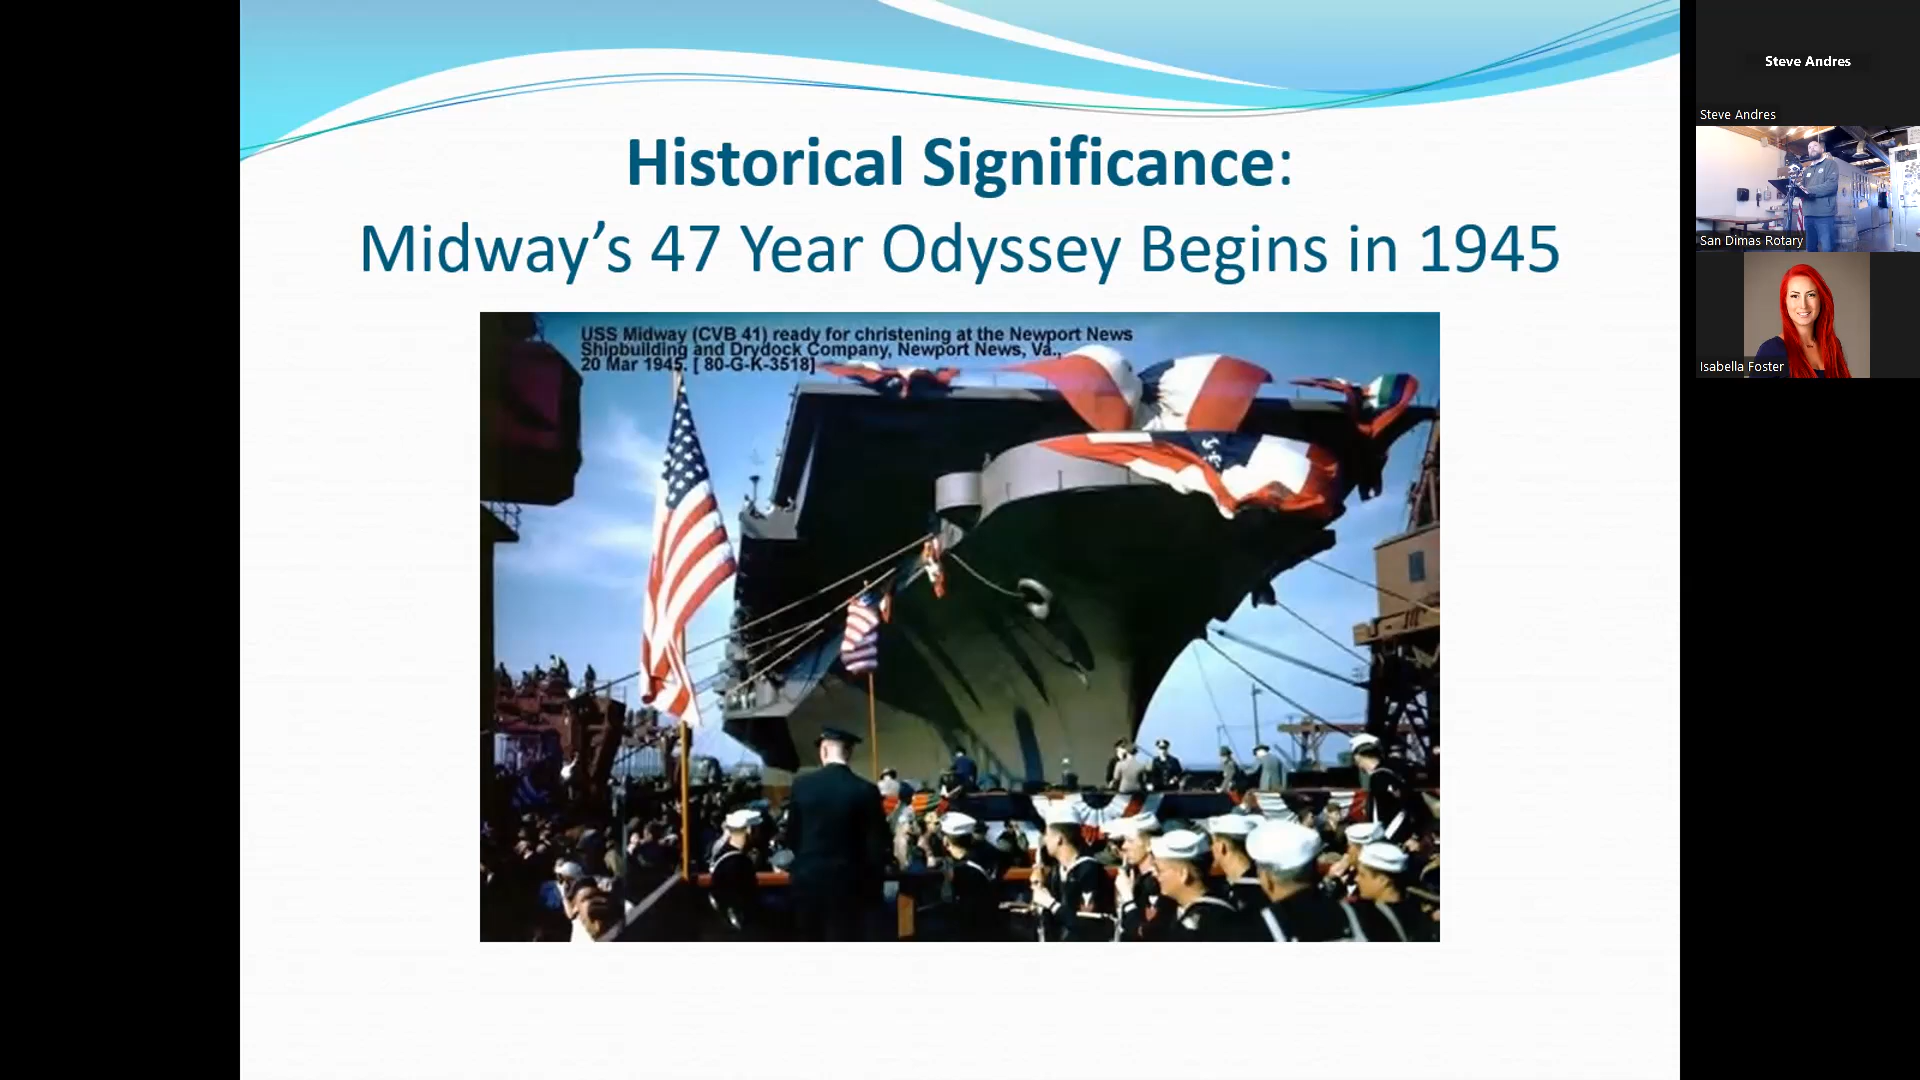 Historical Significance:
Midway's 47 Year Odyssey Begins in 1945
USS Midway (CVB 41) ready for christening at the Newport News
Shipbuilding and Drydock Company, Newport News, Va.,
20 Mar 1945. [ 80-G-K-3518]
Steve Andres
Steve Andres
San Dimas Rotary
Isabella Foster